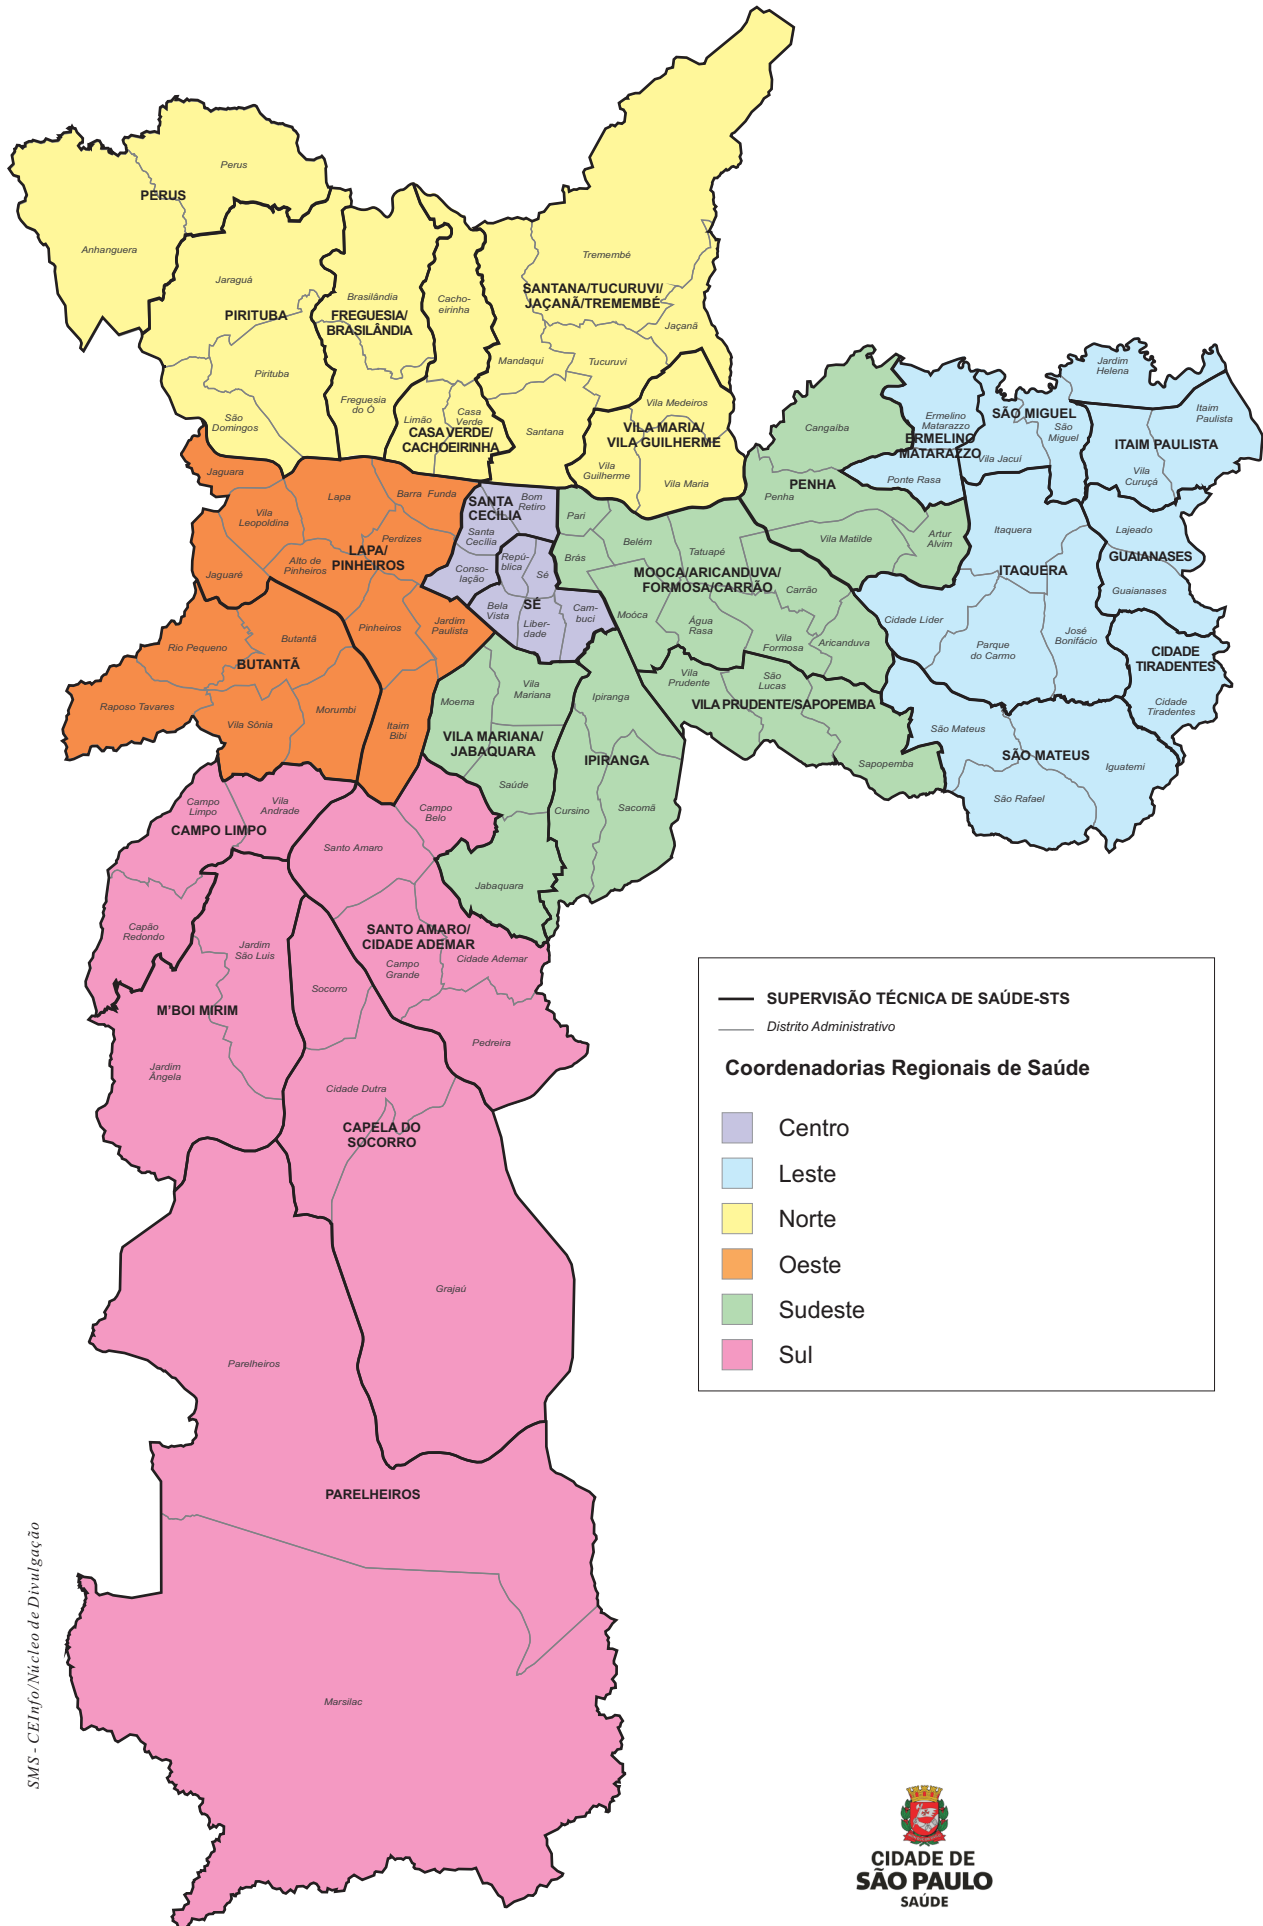 Perus
PERUS
Anhanguera
Jaraguá
PIRITUBA
Pirituba
São
Domingos
Brasilândia
FREGUESIA/
BRASILÂNDIA
Freguesia
do Ó
Cacho-
eirinha
Limão
Casa
Verde
CASA VERDE/
CACHOEIRINHA
Tremembé
SANTANA/TUCURUVI/
JAÇANÃ/TREMEMBÉ
Jaçanã
Mandaqui
Tucuruvi
Santana
Vila Medeiros
VILA MARIA/
VILA GUILHERME
Vila
Guilherme
Vila Maria
Cangaiba
PENHA
Penha
Vila Matilde
Artur
Alvim
Ermelino
Matarazzo
ERMELINO
MATARAZZO
Ponte Rasa
Jardim
Helena
SÃO MIGUEL
São
Miguel
Vila Jacuí
Itaim
Paulista
ITAIM PAULISTA
Vila
Curuçá
Itaquera
ITAQUERA
Cidade Lider
Parque
do Carmo
José
Bonifácio
Lajeado
GUAIANASES
Guaianases
CIDADE
TIRADENTES
Cidade
Tiradentes
São Mateus
SÃO MATEUS
Iguatemi
São Rafael
Jaguara
Vila
Leopoldina
Lapa
Barra Funda
Perdizes
LAPA/
PINHEIROS
Alto de
Pinheiros
Jaguaré
Pinheiros
Jardim
Paulista
Itaim
Bibi
Rio Pequeno
Butantã
BUTANTÃ
Raposo Tavares
Vila Sônia
Morumbi
SANTA
CECÍLIA
Bom
Retiro
Santa
Cecília
Conso-
lação
Repú-
blica
Sé
SÉ
Bela
Vista
Liber-
dade
Cam-
buci
Pari
Brás
Belém
Tatuapé
MOOCA/ARICANDUVA/
FORMOSA/CARRÃO
Carrão
Moóca
Água
Rasa
Vila
Formosa
Aricanduva
Vila
Prudente
São
Lucas
VILA PRUDENTE/SAPOPEMBA
Sapopemba
Moema
Vila
Mariana
VILA MARIANA/
JABAQUARA
Saúde
Jabaquara
Ipiranga
IPIRANGA
Cursino
Sacomã
Campo
Limpo
Vila
Andrade
CAMPO LIMPO
Capão
Redondo
Campo
Belo
Santo Amaro
SANTO AMARO/
CIDADE ADEMAR
Campo
Grande
Cidade Ademar
Pedreira
Jardim
São Luis
M'BOI MIRIM
Jardim
Ângela
Socorro
Cidade Dutra
CAPELA DO
SOCORRO
Grajaú
Parelheiros
PARELHEIROS
Marsilac
SUPERVISÃO TÉCNICA DE SAÚDE-STS
Distrito Administrativo
Coordenadorias Regionais de Saúde
Centro
Leste
Norte
Oeste
Sudeste
Sul
SMS - CEInfo/Núcleo de Divulgação
CIDADE DE
SÃO PAULO
SAÚDE